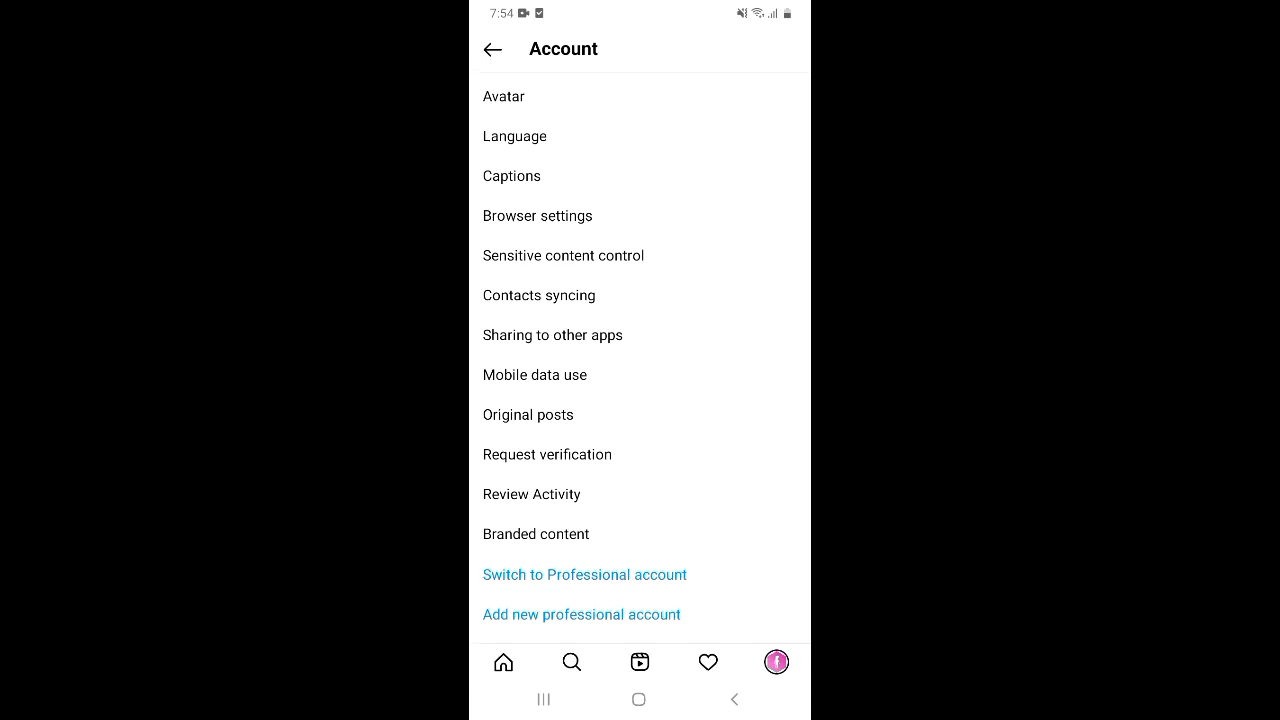 7:54
Account
Avatar
Language
Captions
Browser settings
Sensitive content control
Contacts syncing
Sharing to other apps
Mobile data use
Original posts
Request verification
Review Activity
Branded content
Switch to Professional account
Add new professional account